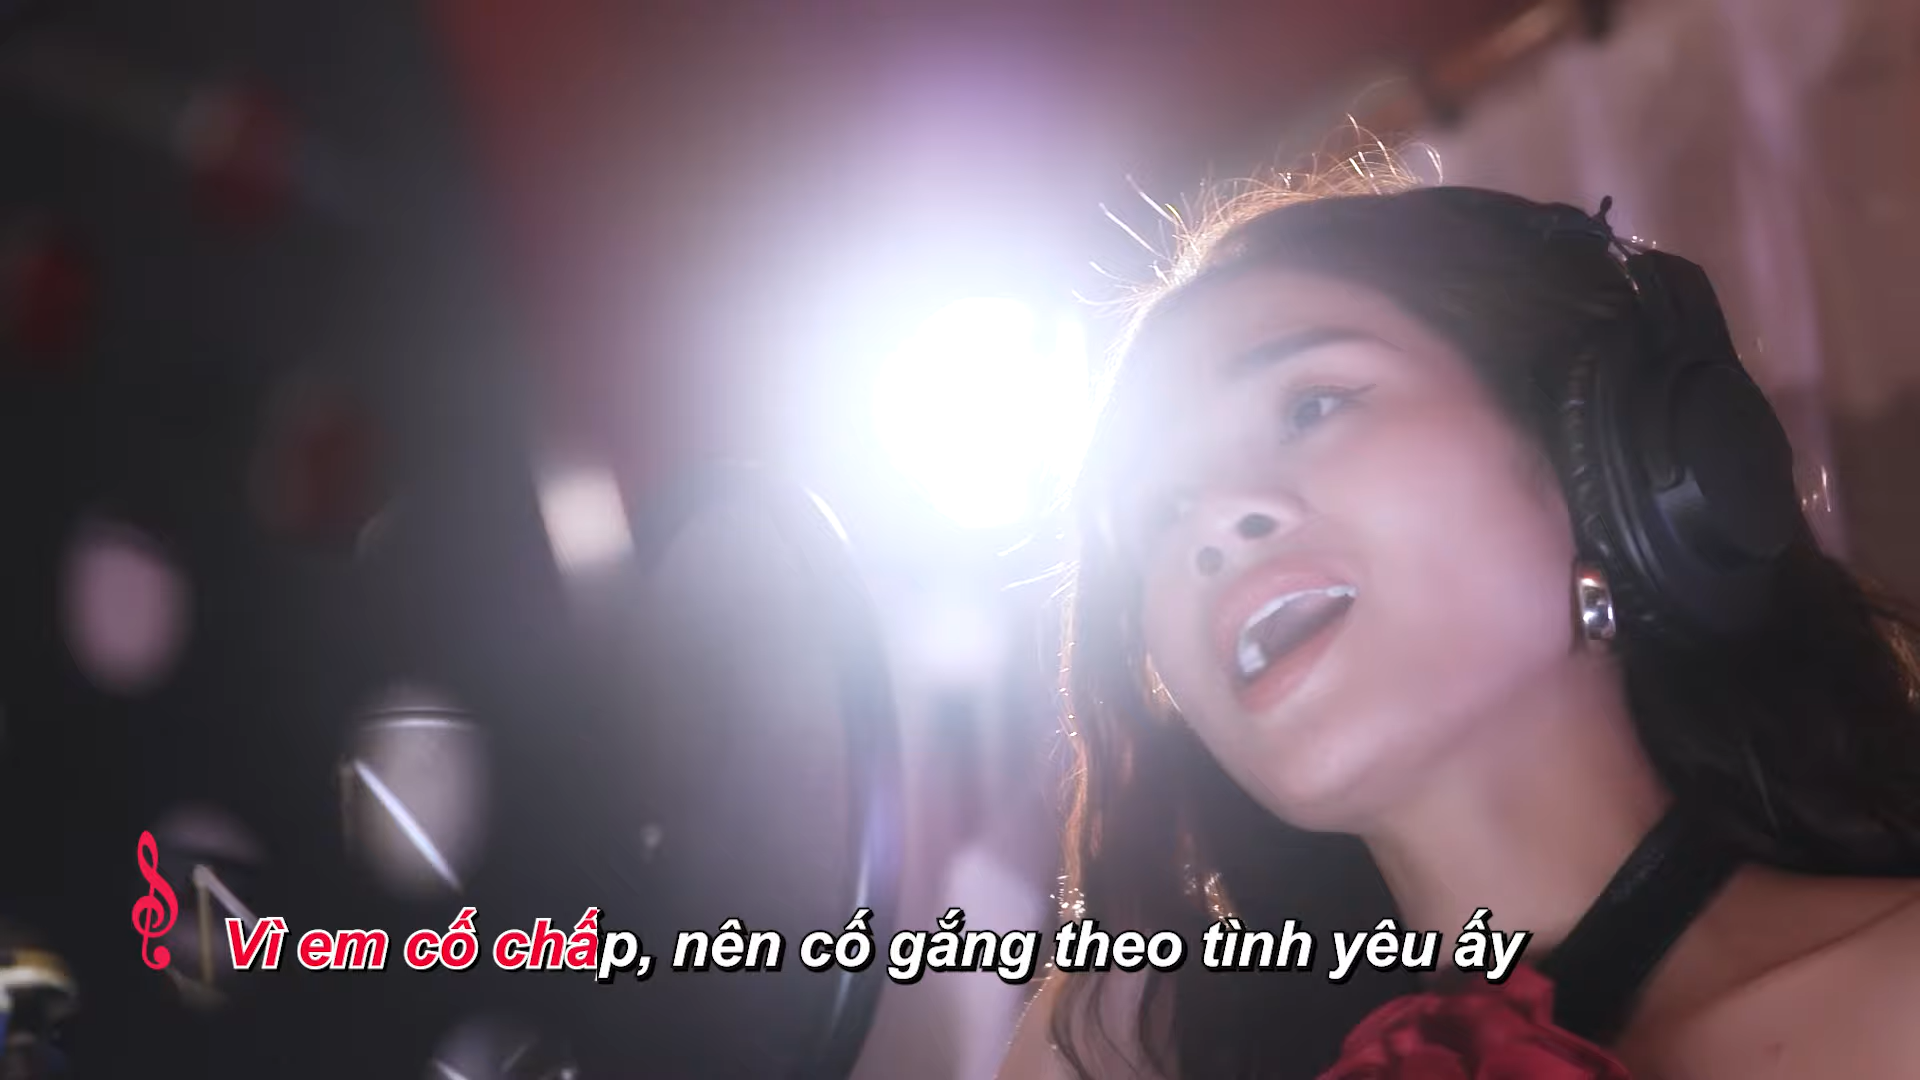 Vì em cố chấp, nên cố gắng theo tình yêu ấy